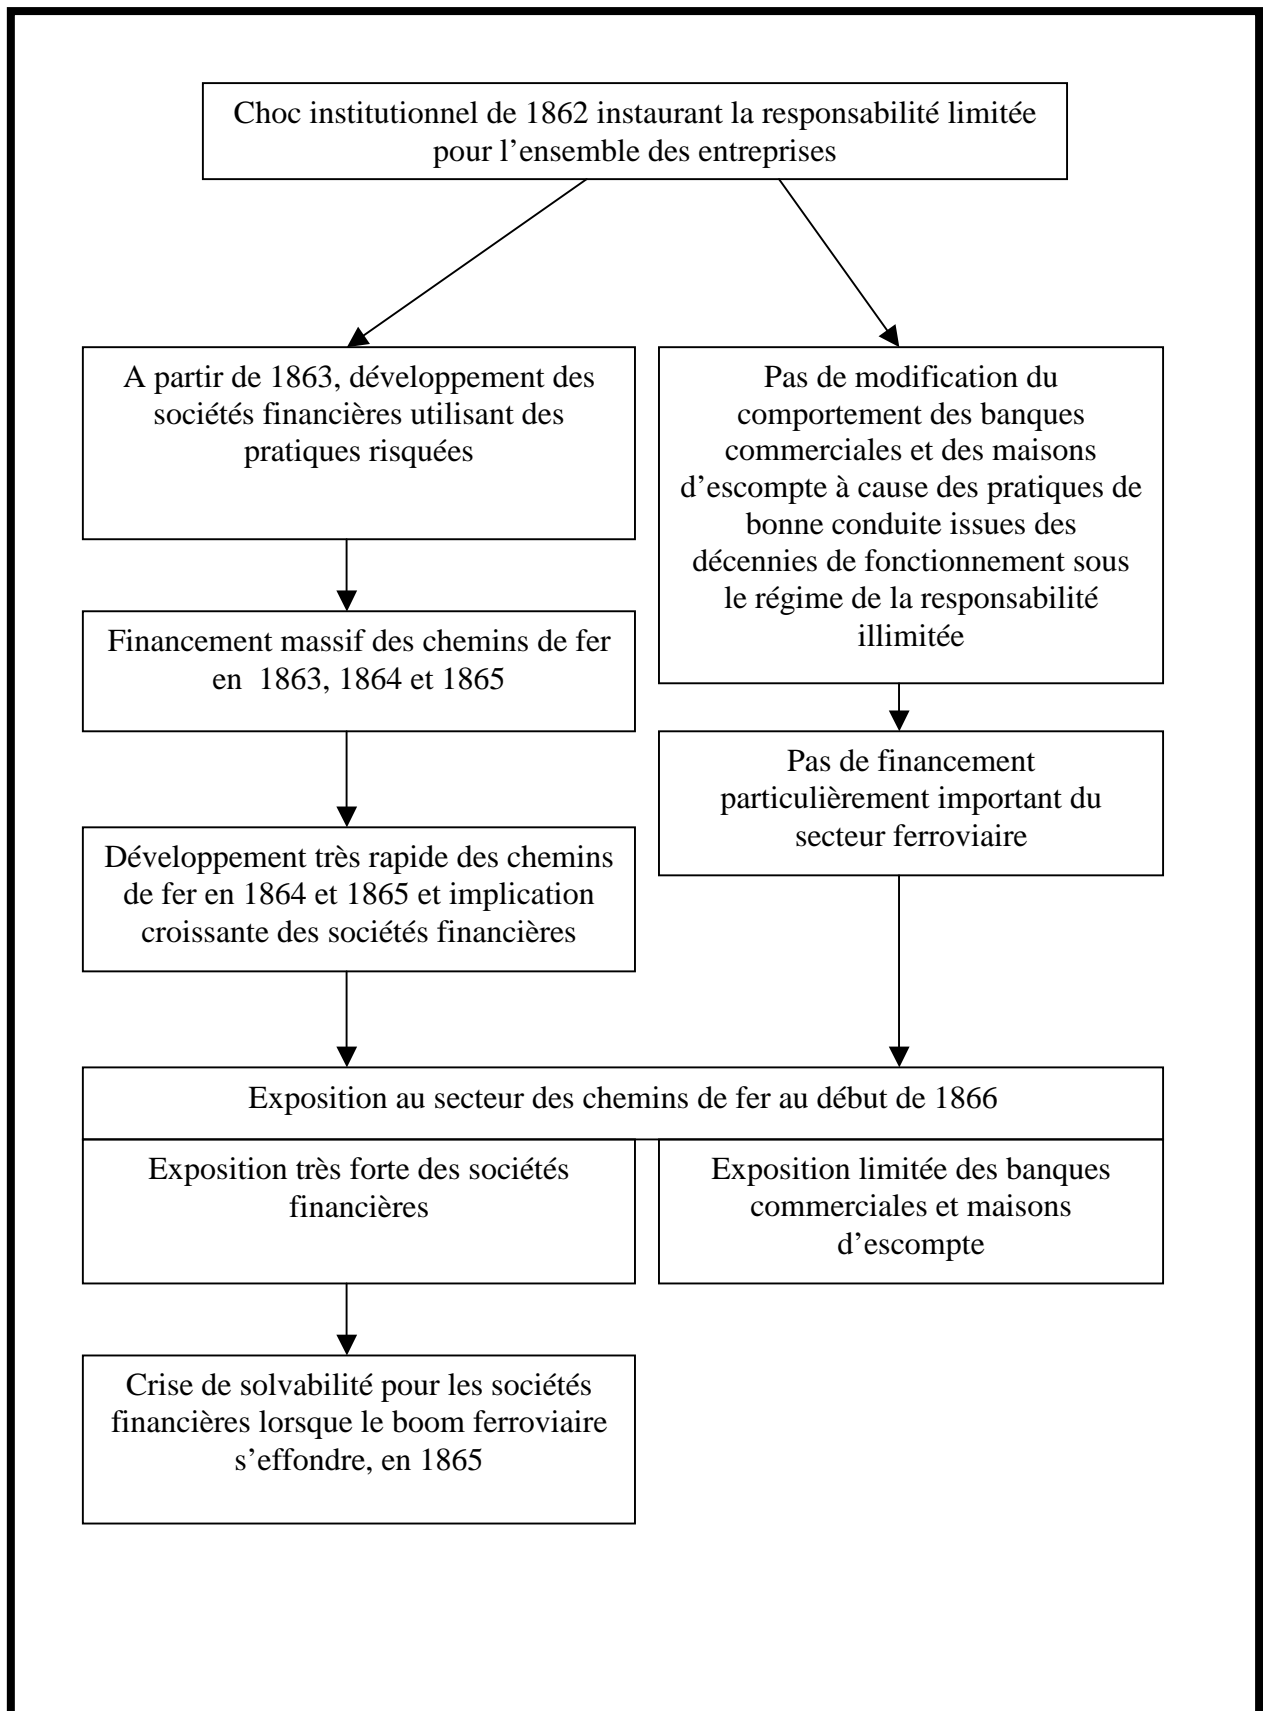 Choc institutionnel de 1862 instaurant la responsabilité limitée
pour l’ensemble des entreprises
A partir de 1863, développement des
sociétés financières utilisant des
pratiques risquées
Pas de modification du
comportement des banques
commerciales et des maisons
d’escompte à cause des pratiques de
bonne conduite issues des
décennies de fonctionnement sous
le régime de la responsabilité
illimitée
Financement massif des chemins de fer
en 1863, 1864 et 1865
Pas de financement
particulièrement important du
secteur ferroviaire
Développement très rapide des chemins
de fer en 1864 et 1865 et implication
croissante des sociétés financières
Exposition au secteur des chemins de fer au début de 1866
Exposition très forte des sociétés
financières
Exposition limitée des banques
commerciales et maisons
d’escompte
Crise de solvabilité pour les sociétés
financières lorsque le boom ferroviaire
s’effondre, en 1865